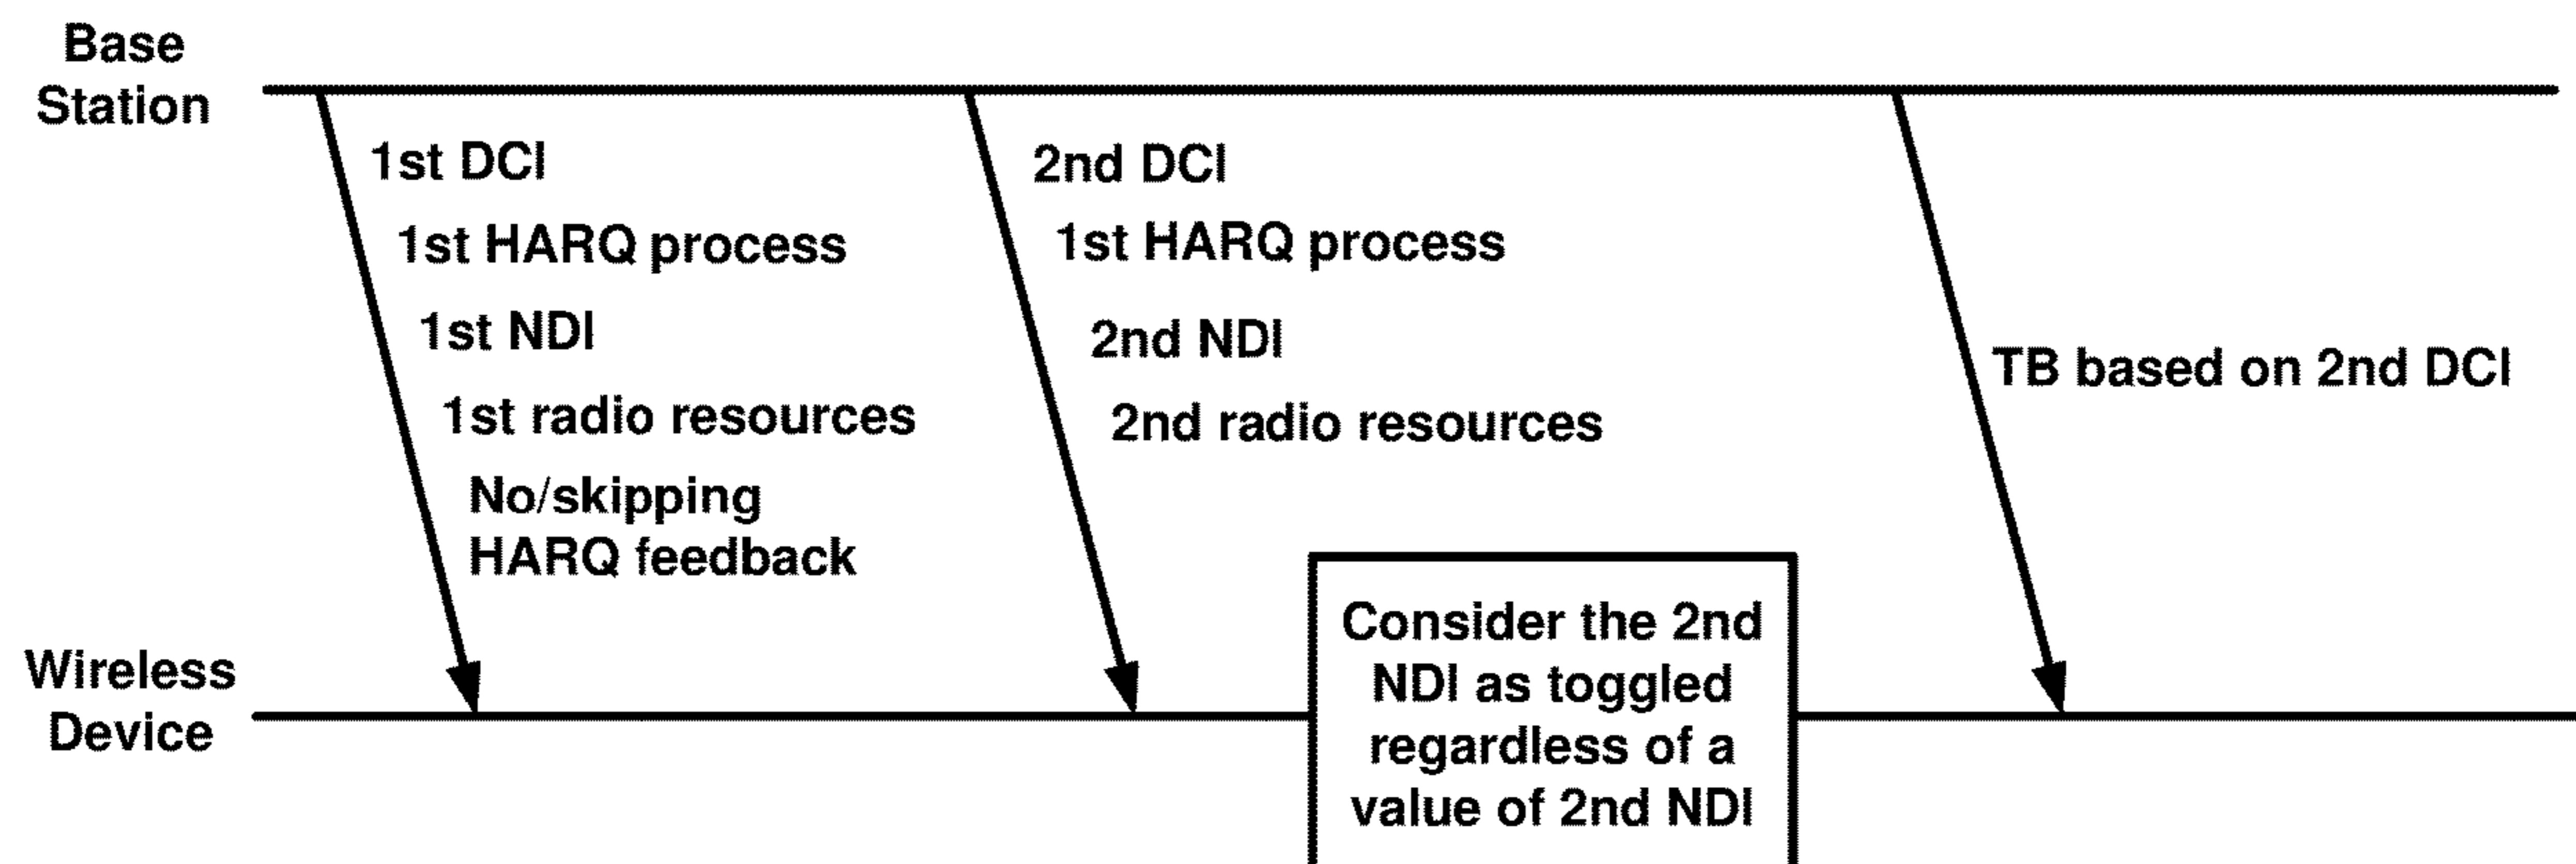 Base
Station
1st DCI
1st HARQ process
1st NDI
1st radio resources
No/skipping
HARQ feedback
2nd DCI
1st HARQ process
2nd NDI
2nd radio resources
TB based on 2nd DCI
Wireless
Device
Consider the 2nd
NDI as toggled
regardless of a
value of 2nd NDI